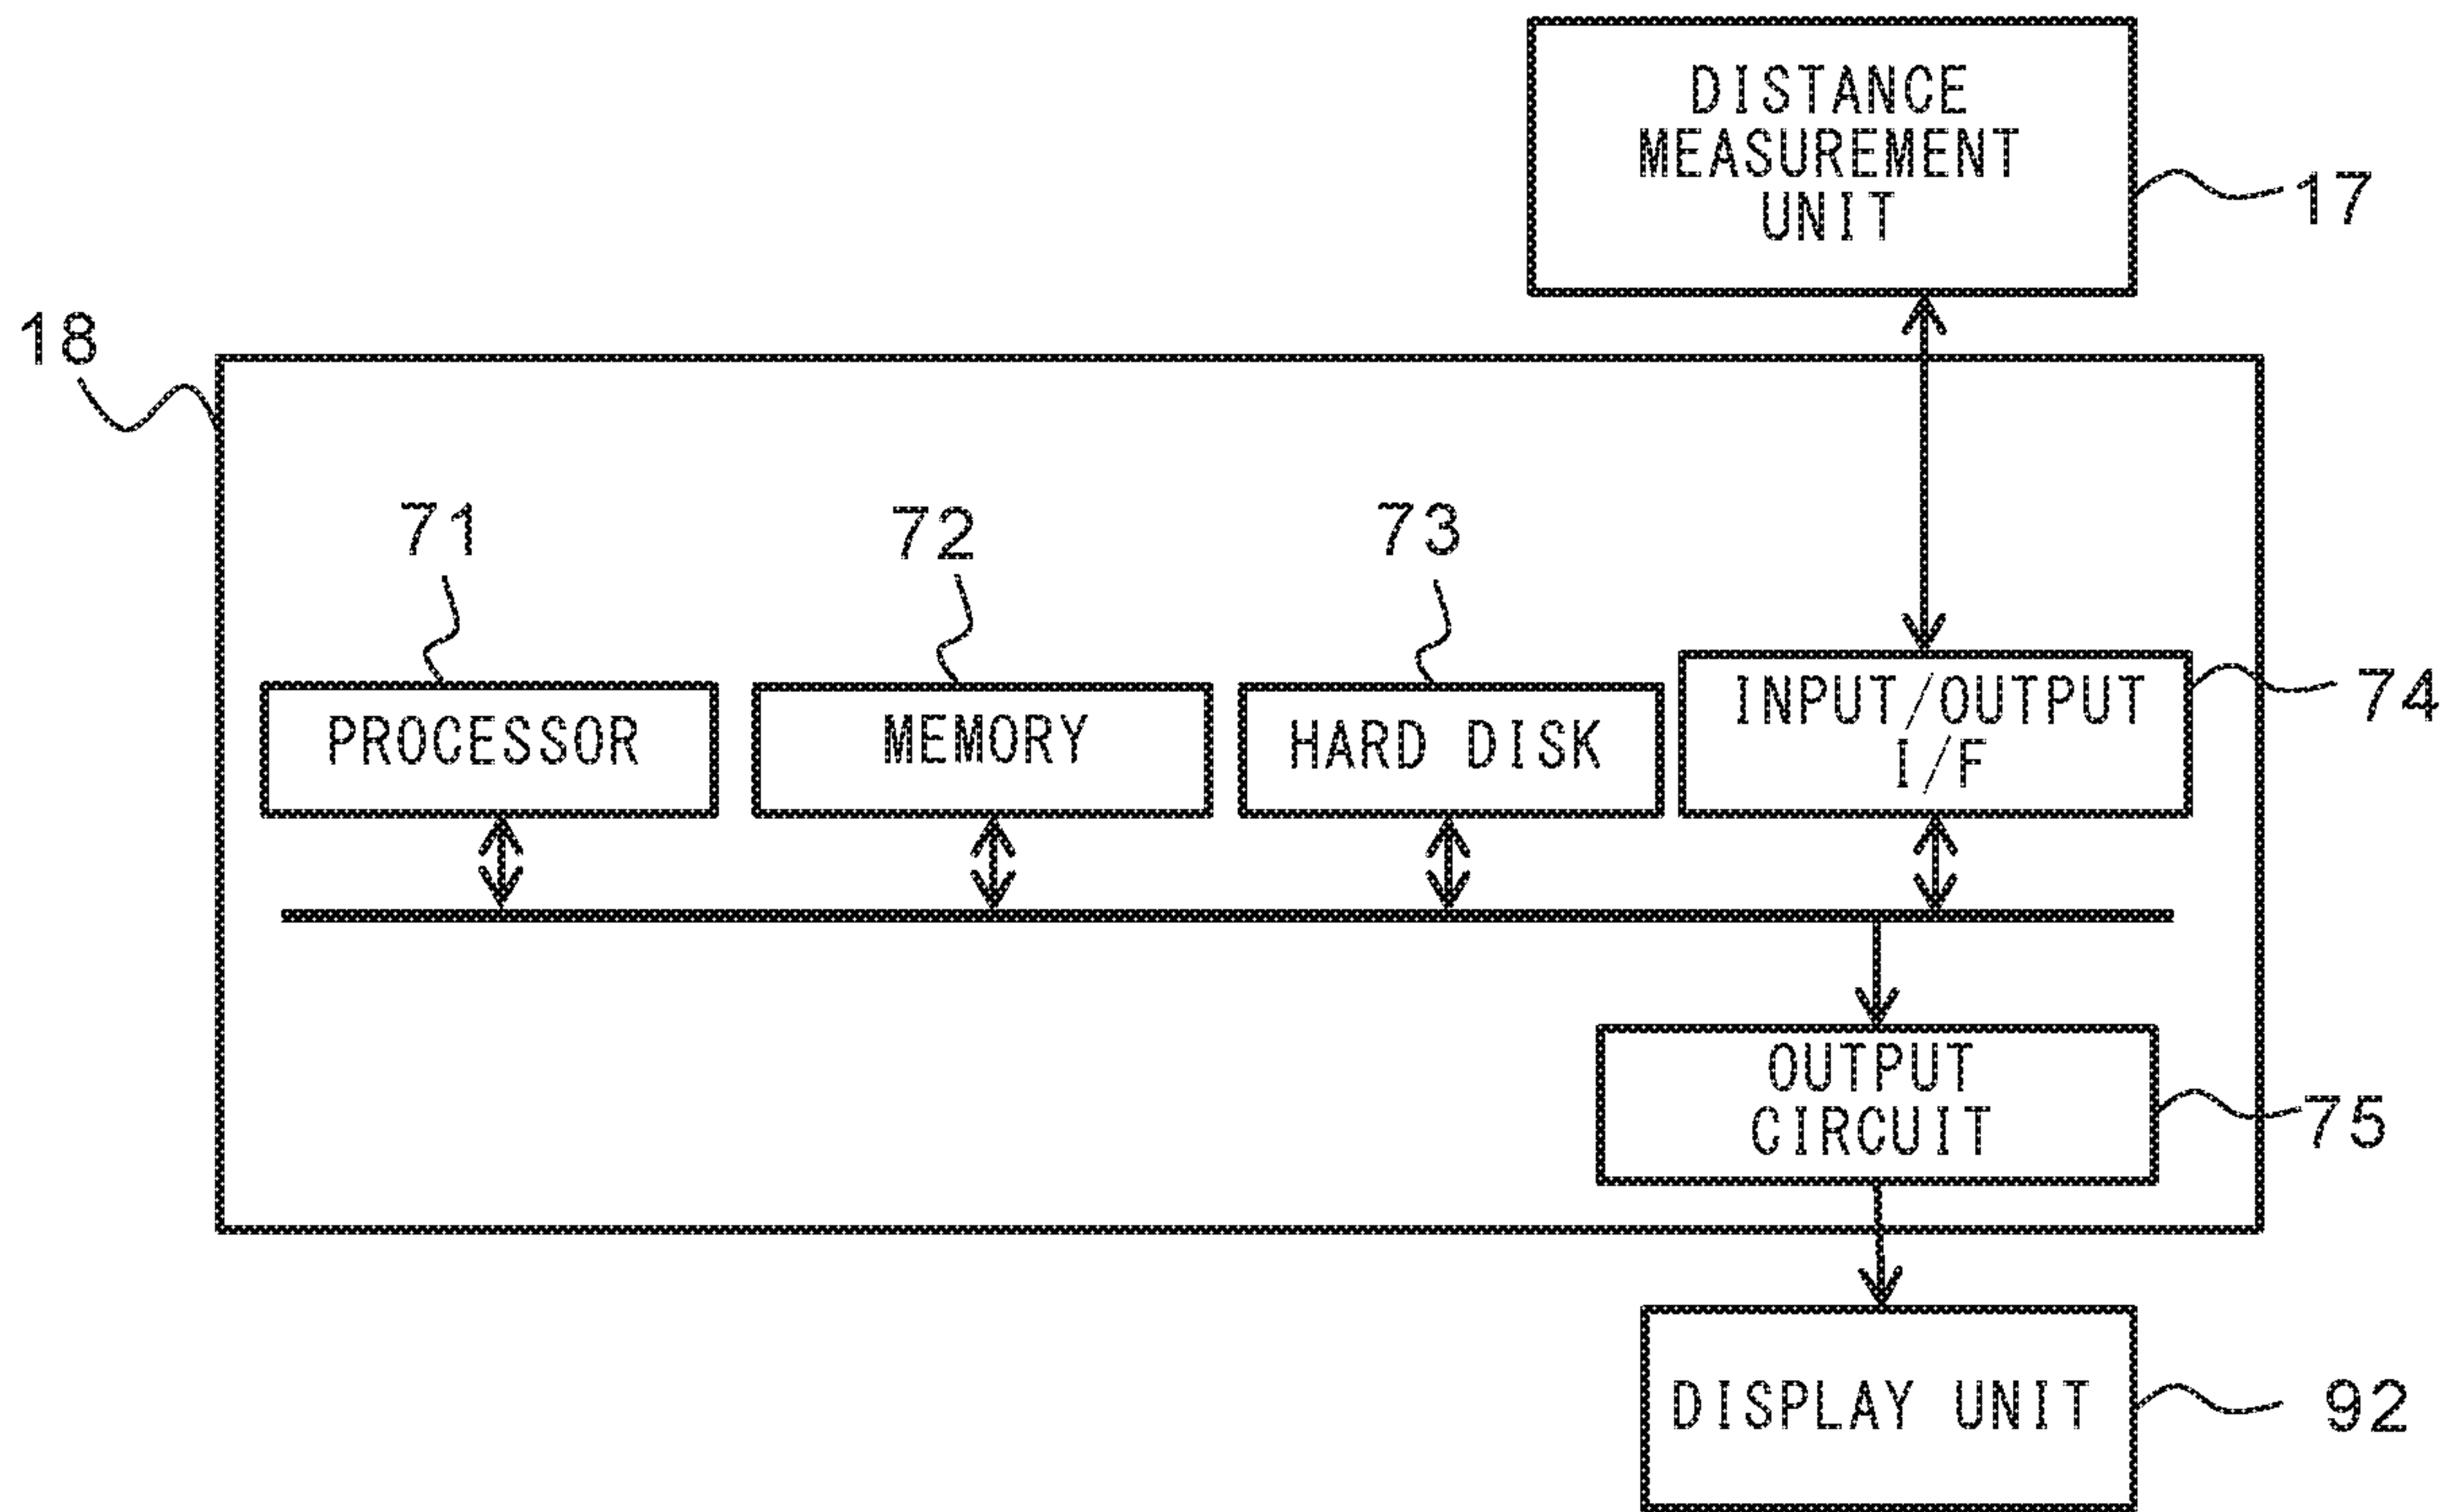 DISTANCE
MEASUREMENT
UNIT
17
18
71
72
73
PROCESSOR
MEMORY
HARD DISK
INPUT/OUTPUT
I/F
74
OUTPUT
CIRCUIT
75
DISPLAY UNIT
92